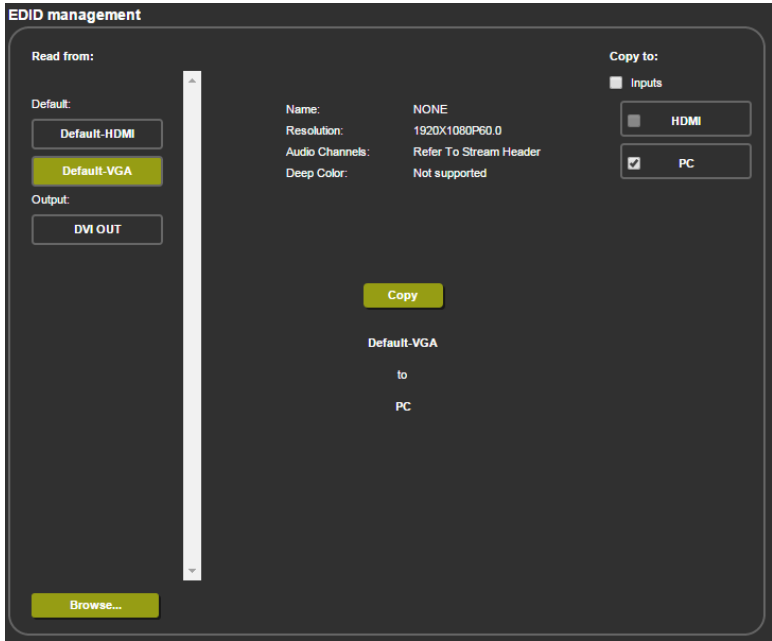 EDID management
Read from:
Default:
Default-HDMI
Default-VGA
Output:
DVI OUT
Browse...
Name: NONE
Resolution: 1920X1080P60.0
Audio Channels: Refer To Stream Header
Deep Color: Not supported
Copy
Default-VGA
to
PC
Copy to:
Inputs
HDMI
PC